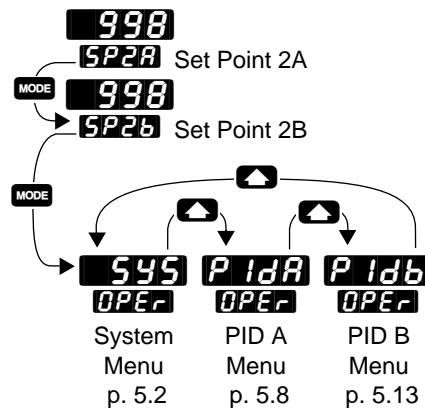 998
SP2A Set Point 2A
MODE
998
SP2b Set Point 2B
MODE
SYS PidA Pidb
OPEr OPEr OPEr
System PID A PID B
Menu Menu Menu
p. 5.2 p. 5.8 p. 5.13